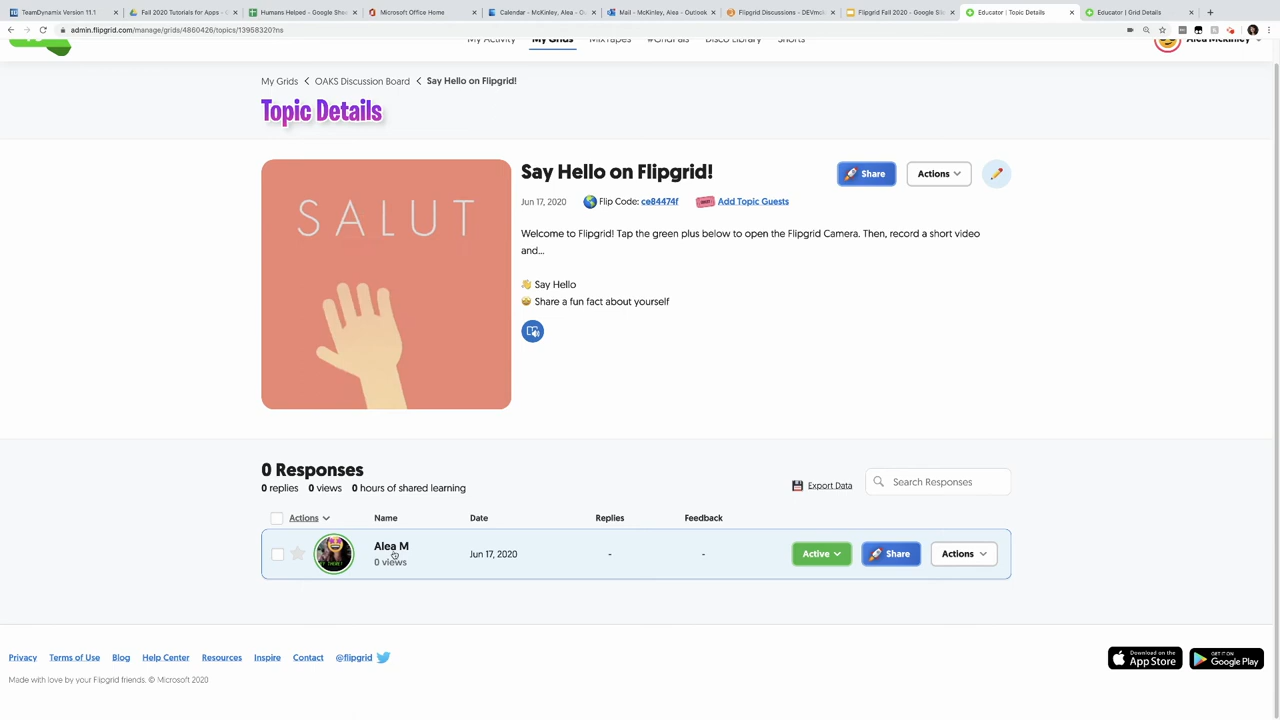 TeamDynamix Version 11.1
Fall 2020 Tutorials for Apps - G
Humans Helped - Google Shee
Microsoft Office Home
Calendar - McKinley, Alea - Ou
Mail - McKinley, Alea - Outlook
Flipgrid Discussions - DEVmo
Flipgrid Fall 2020 - Google Sli
Educator | Topic Details
Educator | Grid Details
admin.flipgrid.com/manage/grids/4860426/topics/13958320?ns
My Activity
My Grids
MixTapes
#GridPals
Disco Library
Shorts
Alea McKinley
My Grids
OAKS Discussion Board
Say Hello on Flipgrid!
Topic Details
SALUT
Say Hello on Flipgrid!
Share
Actions
Jun 17, 2020
Flip Code: ce84474f
Add Topic Guests
Welcome to Flipgrid! Tap the green plus below to open the Flipgrid Camera. Then, record a short video
and...
👋 Say Hello
🤩 Share a fun fact about yourself
0 Responses
0 replies 0 views 0 hours of shared learning
Export Data
Search Responses
Actions
Name
Date
Replies
Feedback
Alea M
0 views
Jun 17, 2020
-
-
Active
Share
Actions
Privacy
Terms of Use
Blog
Help Center
Resources
Inspire
Contact
@flipgrid
Download on the
App Store
GET IT ON
Google Play
Made with love by your Flipgrid friends. © Microsoft 2020